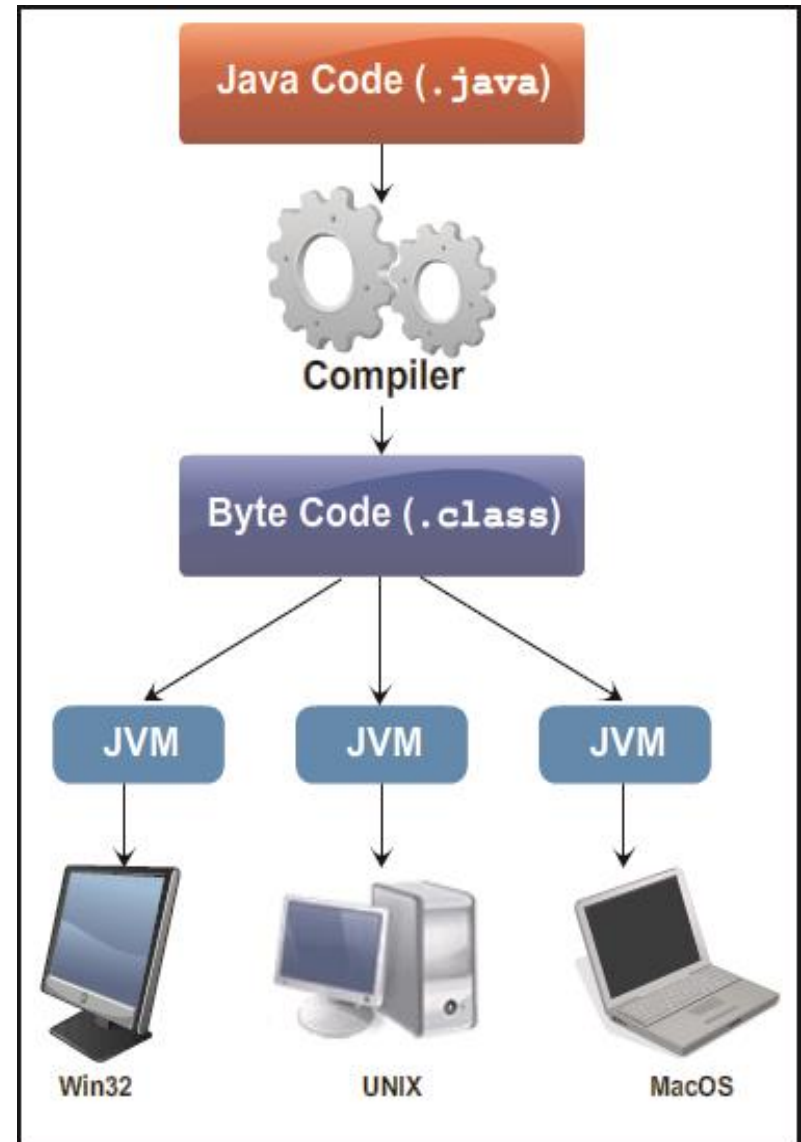 Java Code (.java)
Compiler
Byte Code (.class)
JVM JVM JVM
Win32 UNIX MacOS